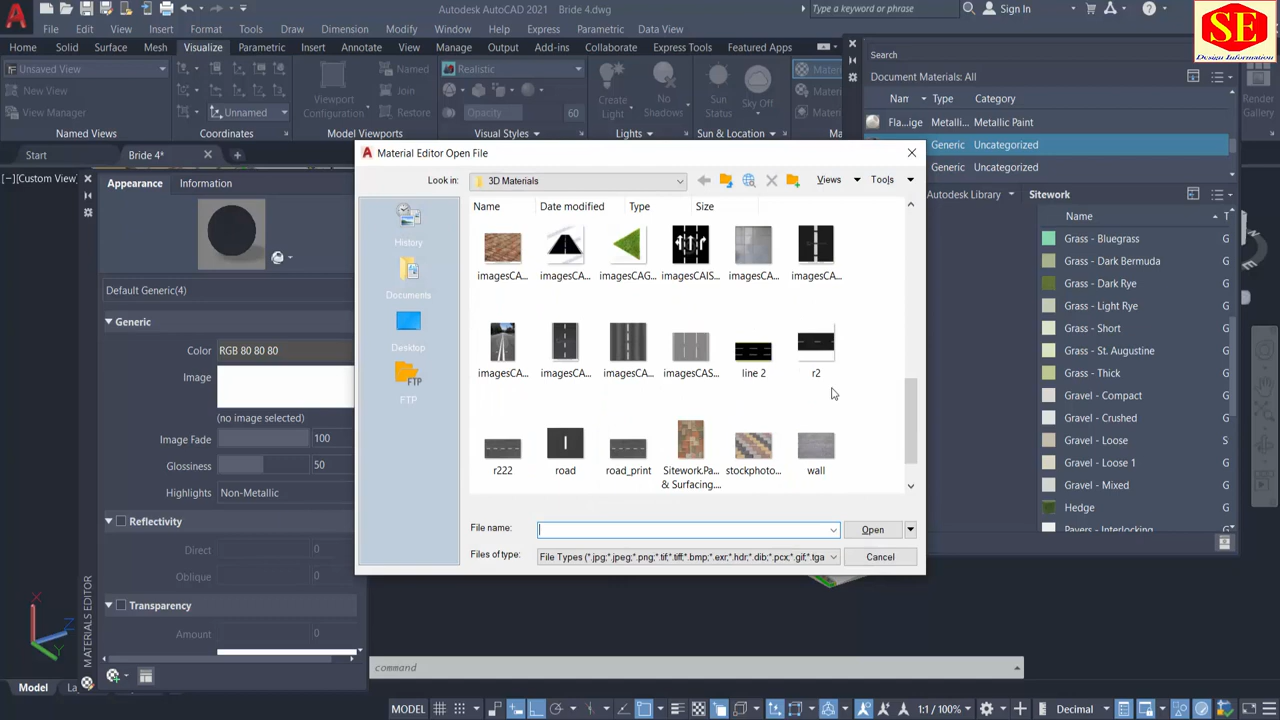 Autodesk AutoCAD 2021 Bride 4.dwg
Type a keyword or phrase
Sign In
SE
Design Information
File Edit View Insert Format Tools Draw Dimension Modify Window Help Express Parametric Data View
Home Solid Surface Mesh Visualize Parametric Insert Annotate View Manage Output Add-ins Collaborate Express Tools Featured Apps
Unsaved View
New View
View Manager
Named Views
Unnamed
Coordinates
Viewport
Configuration
Named
Join
Restore
Model Viewports
Realistic
Opacity 60
Visual Styles
Create
Light
No
Shadows
Lights
Sun
Status
Sky Off
Sun & Location
Search
Document Materials: All
Type Category
Metalli... Metallic Paint
Generic Uncategorized
Generic Uncategorized
Render
Gallery
Start
Bride 4*
[-][Custom View]
Appearance Information
Default Generic(4)
Generic
Color RGB 80 80 80
Image
(no image selected)
Image Fade 100
Glossiness 50
Highlights Non-Metallic
Reflectivity
Direct 0
Oblique 0
Transparency
Amount 0
MATERIALS EDITOR
Material Editor Open File
Look in: 3D Materials
Views Tools
History
Documents
Desktop
FTP
FTP
Name Date modified Type Size
imagesCA... imagesCA... imagesCAG... imagesCAIS... imagesCA... imagesCA...
imagesCA... imagesCA... imagesCA... imagesCAS... line 2 r2
r222 road road_print Sitework.Pa... stockphoto... wall
& Surfacing....
File name: Open
Files of type: File Types (*.jpg;*.jpeg;*.png;*.tif;*.tiff;*.bmp;*.exr;*.hdr;*.dib;*.pcx;*.gif;*.tga Cancel
Autodesk Library
Sitework
Name
Grass - Bluegrass
Grass - Dark Bermuda
Grass - Dark Rye
Grass - Light Rye
Grass - Short
Grass - St. Augustine
Grass - Thick
Gravel - Compact
Gravel - Crushed
Gravel - Loose
Gravel - Loose 1
Gravel - Mixed
Hedge
Pavers - Interlocking
X
Y
Z
command
Model
MODEL
1:1 / 100%
Decimal